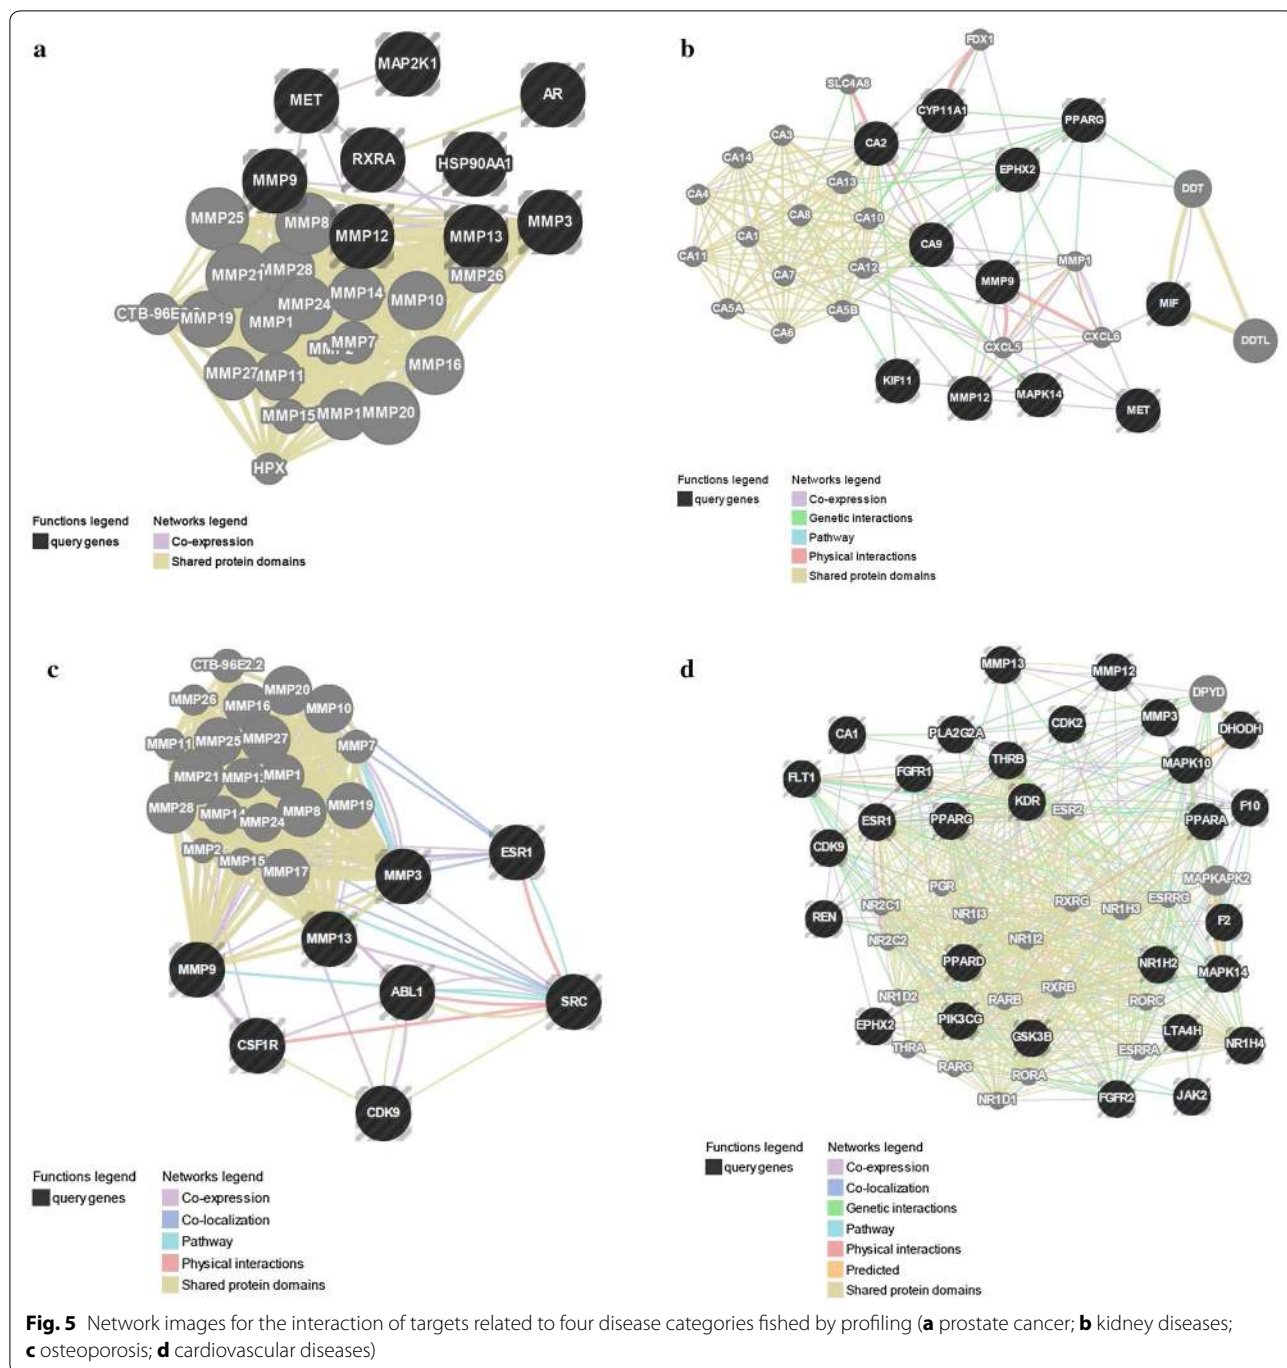 a
MAP2K1
MET
AR
RXRA
HSP90AA1
MMP9
MMP3
MMP25
MMP8
MMP12
MMP13
MMP26
MMP21
MMP28
MMP14
MMP10
MMP24
MMP19
MMP1
MMP7
MMP16
MMP27
MMP11
MMP15
MMP1
MMP20
HPX
Functions legend
query genes
Networks legend
Co-expression
Shared protein domains
b
FDX1
SLC4A8
CYP11A1
PPARG
CA3
CA2
CA14
EPHX2
CA13
DDT
CA4
CA8
CA10
CA1
CA9
CA11
CA12
MMP1
CA7
MMP9
MIF
CA5A
CA5B
CXCL6
CA6
CXCL5
DDTL
KIF11
MMP12
MAPK14
MET
Functions legend
query genes
Networks legend
Co-expression
Genetic interactions
Pathway
Physical interactions
Shared protein domains
c
CTB-96E2.2
MMP20
MMP26
MMP16
MMP10
MMP11
MMP25
MMP27
MMP7
MMP21
MMP12
MMP1
MMP28
MMP14
MMP8
MMP19
MMP24
MMP2
MMP15
MMP17
MMP3
ESR1
MMP13
MMP9
ABL1
SRC
CSF1R
CDK9
Functions legend
query genes
Networks legend
Co-expression
Co-localization
Pathway
Physical interactions
Shared protein domains
d
MMP13
MMP12
DPYD
CA1
PLA2G2A
CDK2
MMP3
DHODH
THRB
MAPK10
FLT1
FGFR1
KDR
ESR2
F10
ESR1
PPARG
PPARA
CDK9
PGR
MAPKAPK2
NR2C1
RXRG
NR1H3
ESRRG
REN
NR1I3
F2
NR2C2
NR1I2
PPARD
NR1H2
MAPK14
NR1D2
RARB
RXRB
RORC
EPHX2
PIK3CG
GSK3B
LTA4H
NR1H4
THRA
ESRRA
RARG
RORA
NR1D1
FGFR2
JAK2
Functions legend
query genes
Networks legend
Co-expression
Co-localization
Genetic interactions
Pathway
Physical interactions
Predicted
Shared protein domains
Fig. 5 Network images for the interaction of targets related to four disease categories fished by profiling (a prostate cancer; b kidney diseases;
c osteoporosis; d cardiovascular diseases)